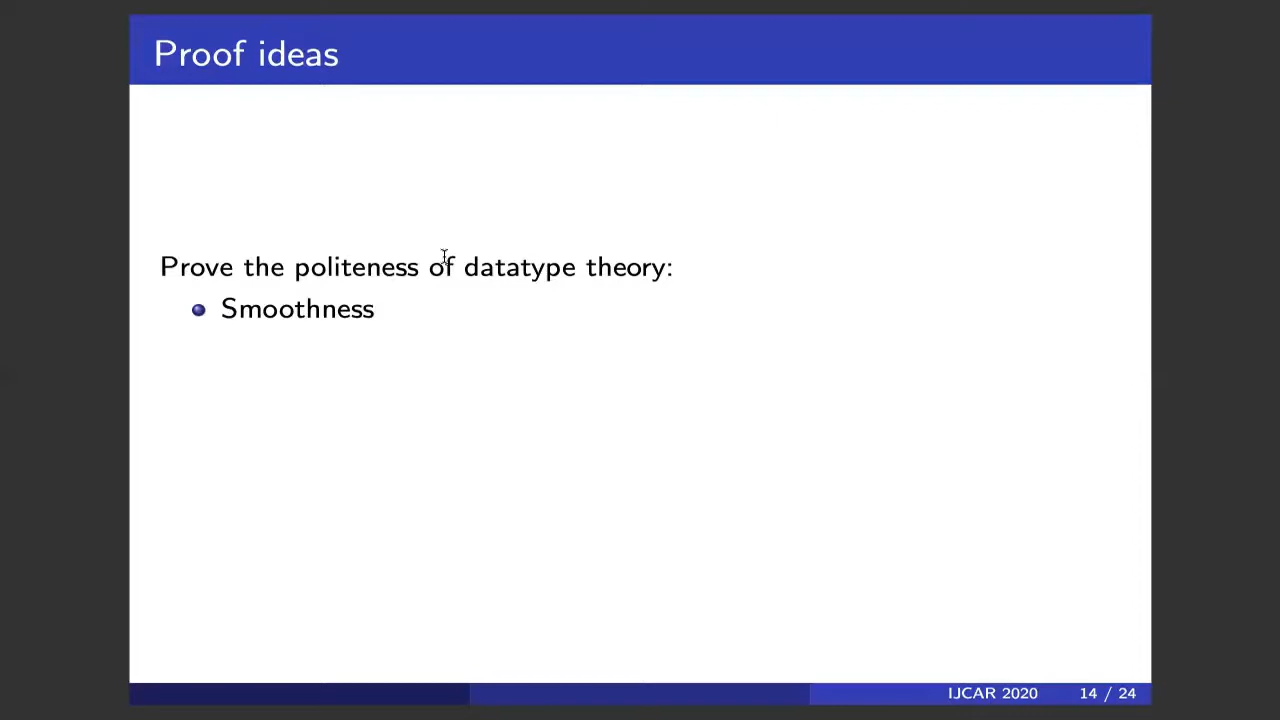 Proof ideas
Prove the politeness of datatype theory:
Smoothness
IJCAR 2020 14 / 24